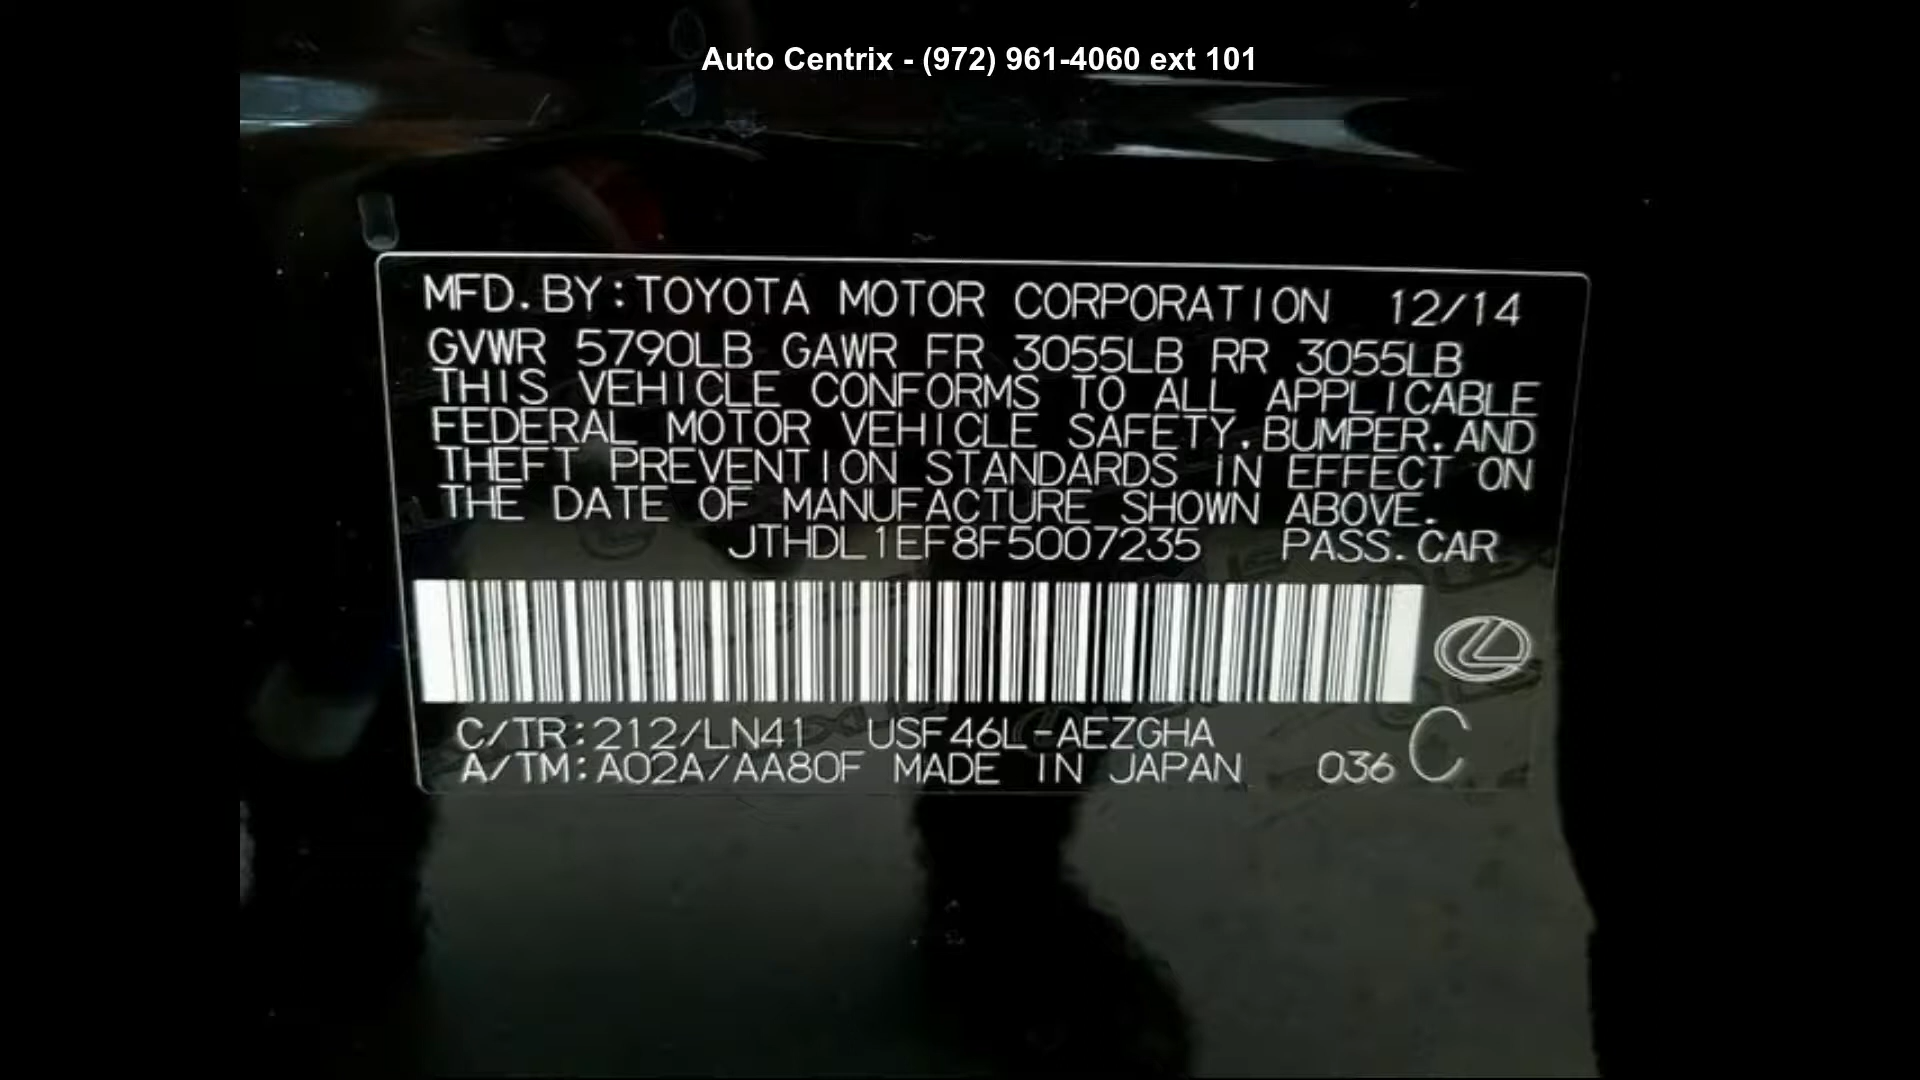 Auto Centrix - (972) 961-4060 ext 101
MFD.BY:TOYOTA MOTOR CORPORATION 12/14
GVWR 5790LB GAWR FR 3055LB RR 3055LB
THIS VEHICLE CONFORMS TO ALL APPLICABLE
FEDERAL MOTOR VEHICLE SAFETY,BUMPER,AND
THEFT PREVENTION STANDARDS IN EFFECT ON
THE DATE OF MANUFACTURE SHOWN ABOVE.
JTHDL1EF8F5007235 PASS.CAR
C/TR:212/LN41 USF46L-AEZGHA
A/TM:A02A/AA80F MADE IN JAPAN 036 C